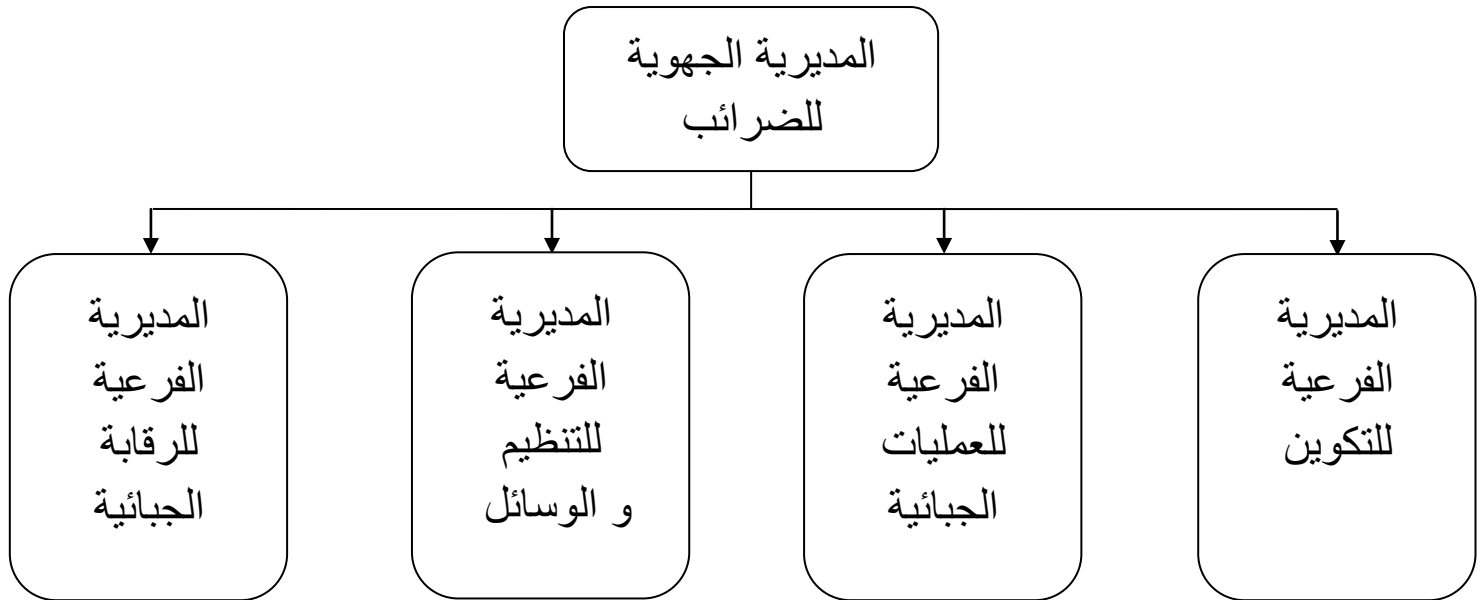 المديرية الجهوية
للضرائب
المديرية
الفرعية
للتكوين
المديرية
الفرعية
للعمليات
الجبائية
المديرية
الفرعية
للتنظيم
و الوسائل
المديرية
الفرعية
للرقابة
الجبائية